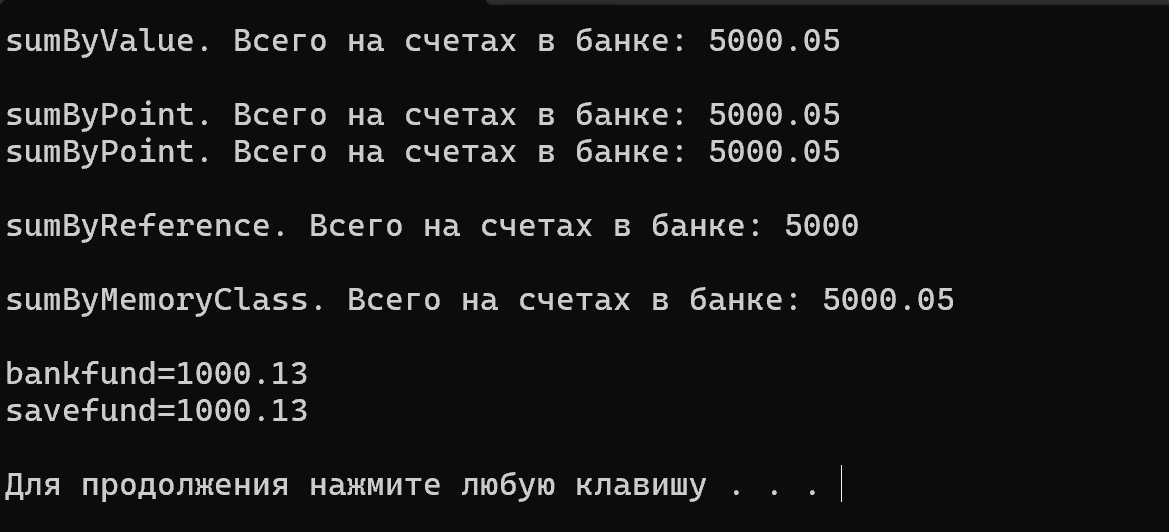 sumByValue. Всего на счетах в банке: 5000.05
sumByPoint. Всего на счетах в банке: 5000.05
sumByPoint. Всего на счетах в банке: 5000.05
sumByReference. Всего на счетах в банке: 5000
sumByMemoryClass. Всего на счетах в банке: 5000.05
bankfund=1000.13
savefund=1000.13
Для продолжения нажмите любую клавишу . . .